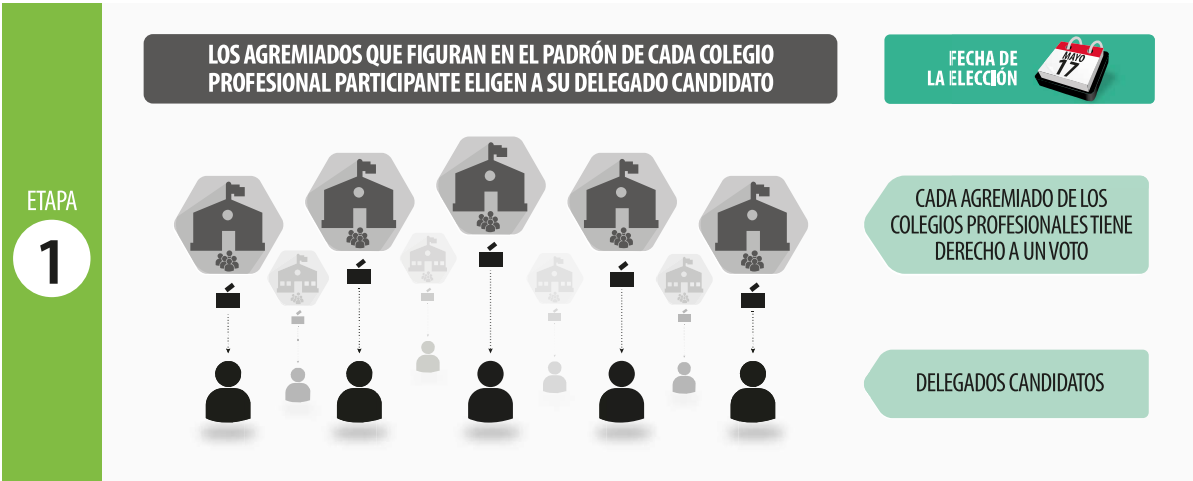 LOS AGREMIADOS QUE FIGURAN EN EL PADRÓN DE CADA COLEGIO
PROFESIONAL PARTICIPANTE ELIGEN A SU DELEGADO CANDIDATO
FECHA DE
LA ELECCIÓN
MAYO
17
ETAPA
1
CADA AGREMIADO DE LOS
COLEGIOS PROFESIONALES TIENE
DERECHO A UN VOTO
DELEGADOS CANDIDATOS